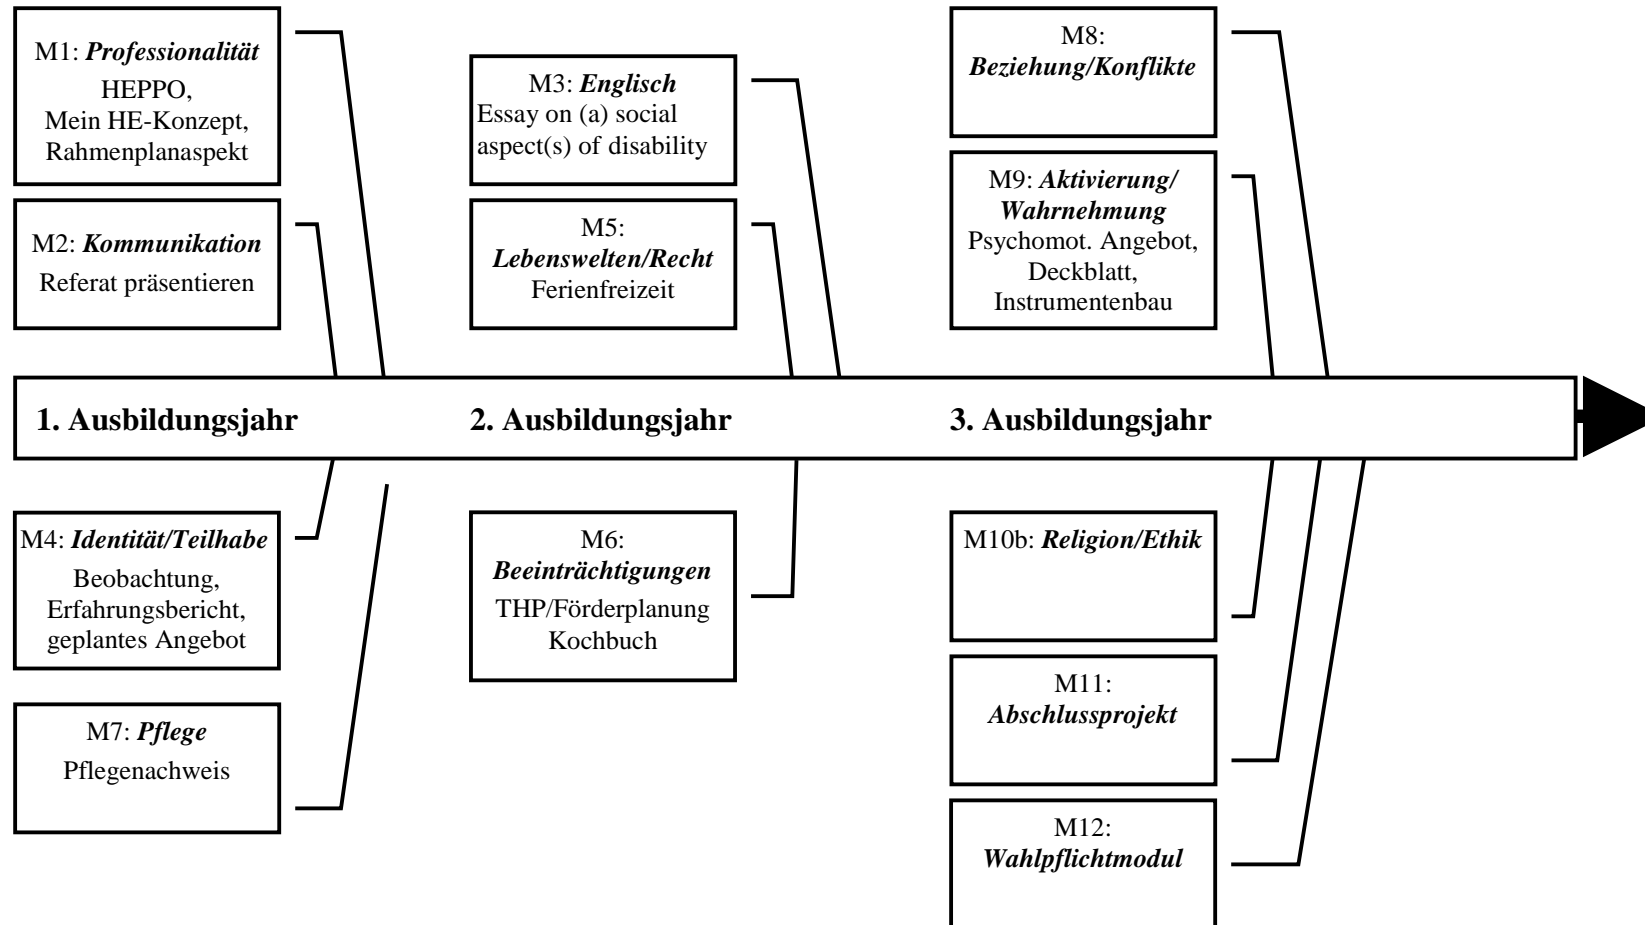 M1: Professionalität
HEPPO,
Mein HE-Konzept,
Rahmenplanaspekt
M2: Kommunikation
Referat präsentieren
M3: Englisch
Essay on (a) social
aspect(s) of disability
M5:
Lebenswelten/Recht
Ferienfreizeit
M8:
Beziehung/Konflikte
M9: Aktivierung/
Wahrnehmung
Psychomot. Angebot,
Deckblatt,
Instrumentenbau
1. Ausbildungsjahr
2. Ausbildungsjahr
3. Ausbildungsjahr
M4: Identität/Teilhabe
Beobachtung,
Erfahrungsbericht,
geplantes Angebot
M7: Pflege
Pflegenachweis
M6:
Beeinträchtigungen
THP/Förderplanung
Kochbuch
M10b: Religion/Ethik
M11:
Abschlussprojekt
M12:
Wahlpflichtmodul